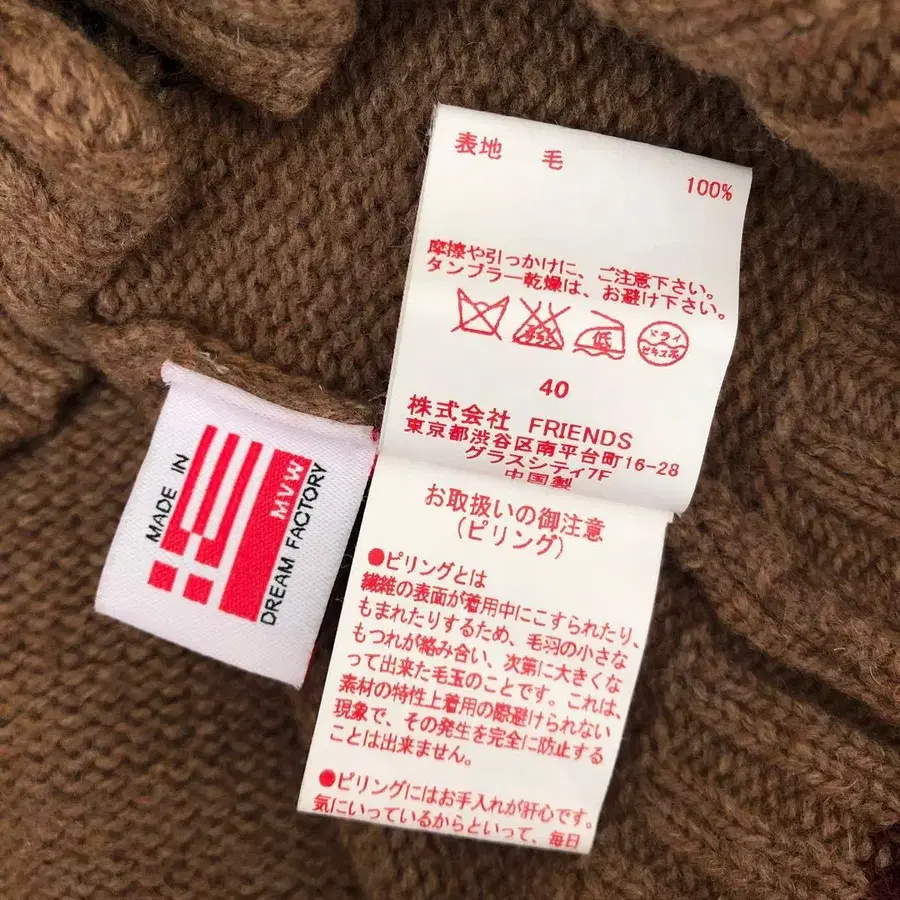 表地 毛
100%
摩擦や引っかけに、ご注意下さい。
タンブラー乾燥は、お避け下さい。
エンソサラシ
低
ドライ
セキユ系
40
株式会社 FRIENDS
東京都渋谷区南平台町16-28
グラスシティ7F
中国製
MADE IN
MVW
DREAM FACTORY
お取扱いの御注意
(ピリング)
●ピリングとは
繊維の表面が着用中にこすられたり、
もまれたりするため、毛羽の小さな
もつれが絡み合い、次第に大きくな
って出来た毛玉のことです。これは、
素材の特性上着用の際避けられない
現象で、その発生を完全に防止する
ことは出来ません。
●ピリングにはお手入れが肝心です。
気にいっているからといって、毎日